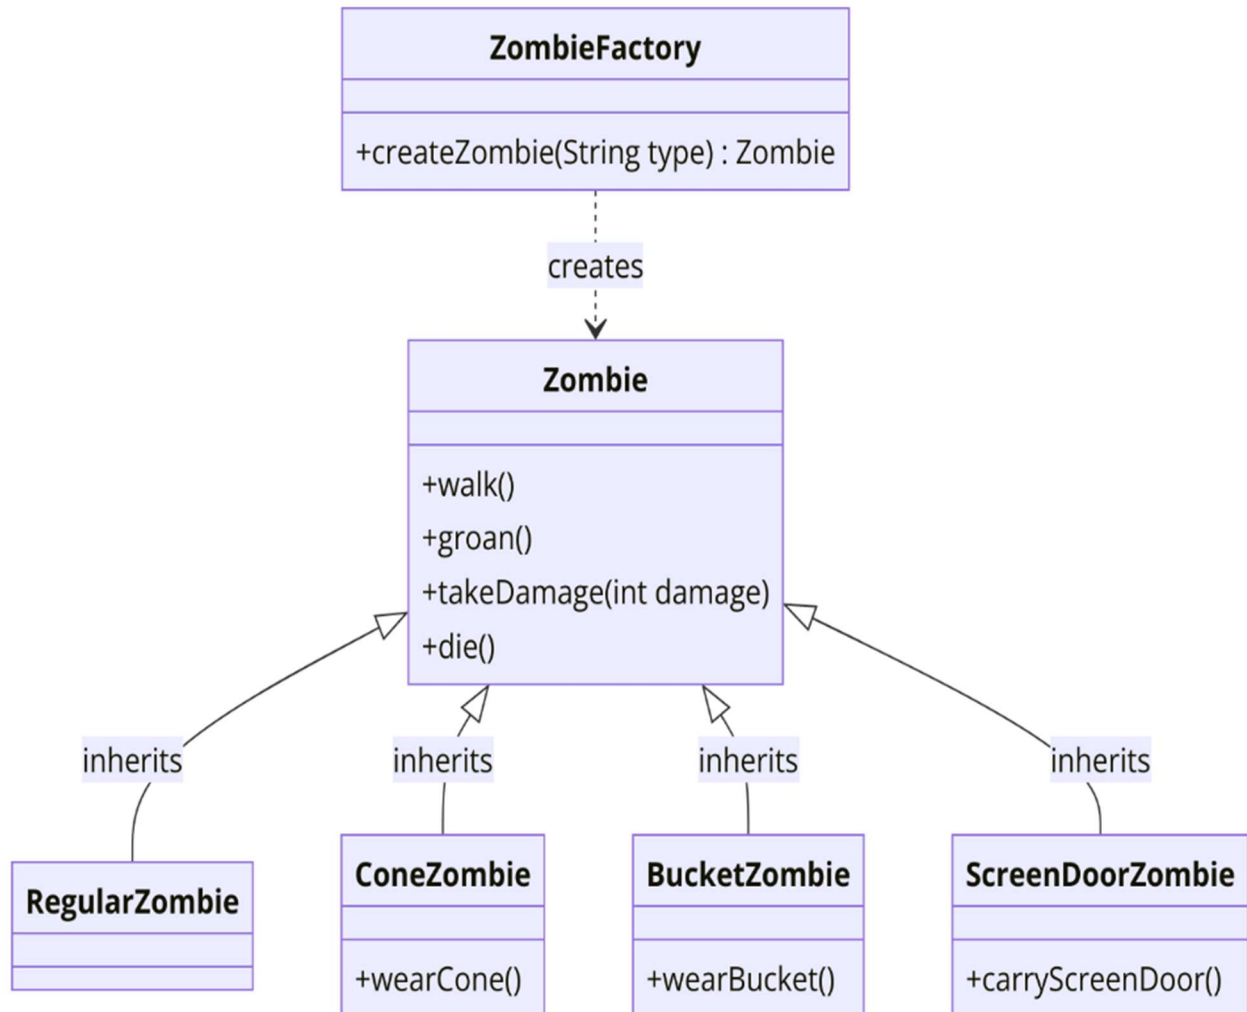 ZombieFactory
+createZombie(String type) : Zombie
creates
Zombie
+walk()
+groan()
+takeDamage(int damage)
+die()
inherits
inherits
inherits
inherits
RegularZombie
ConeZombie
+wearCone()
BucketZombie
+wearBucket()
ScreenDoorZombie
+carryScreenDoor()